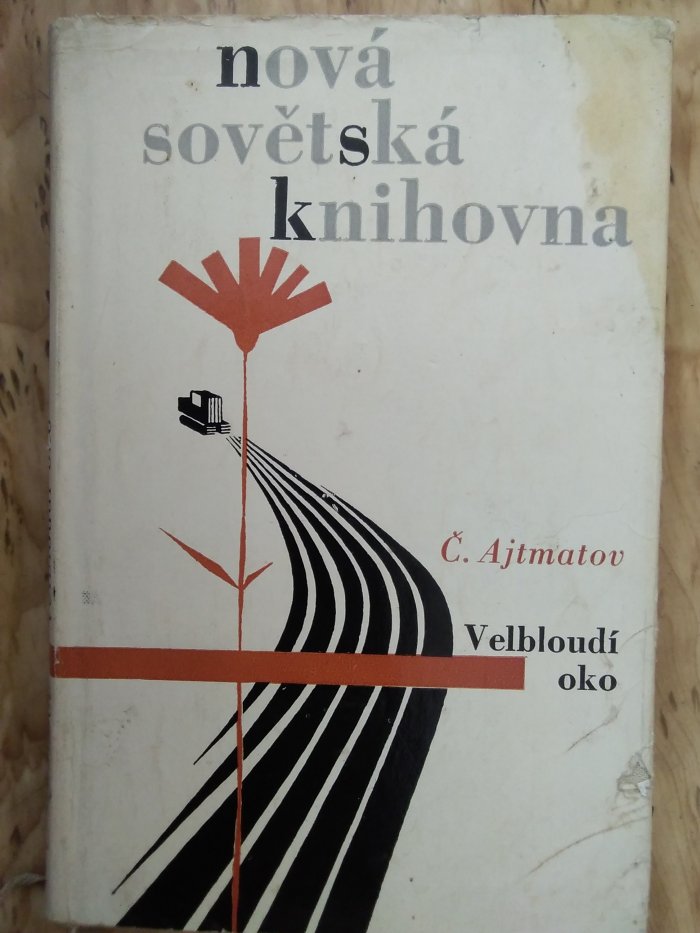 nová
sovětská
knihovna
Č. Ajtmatov
Velbloudí
oko